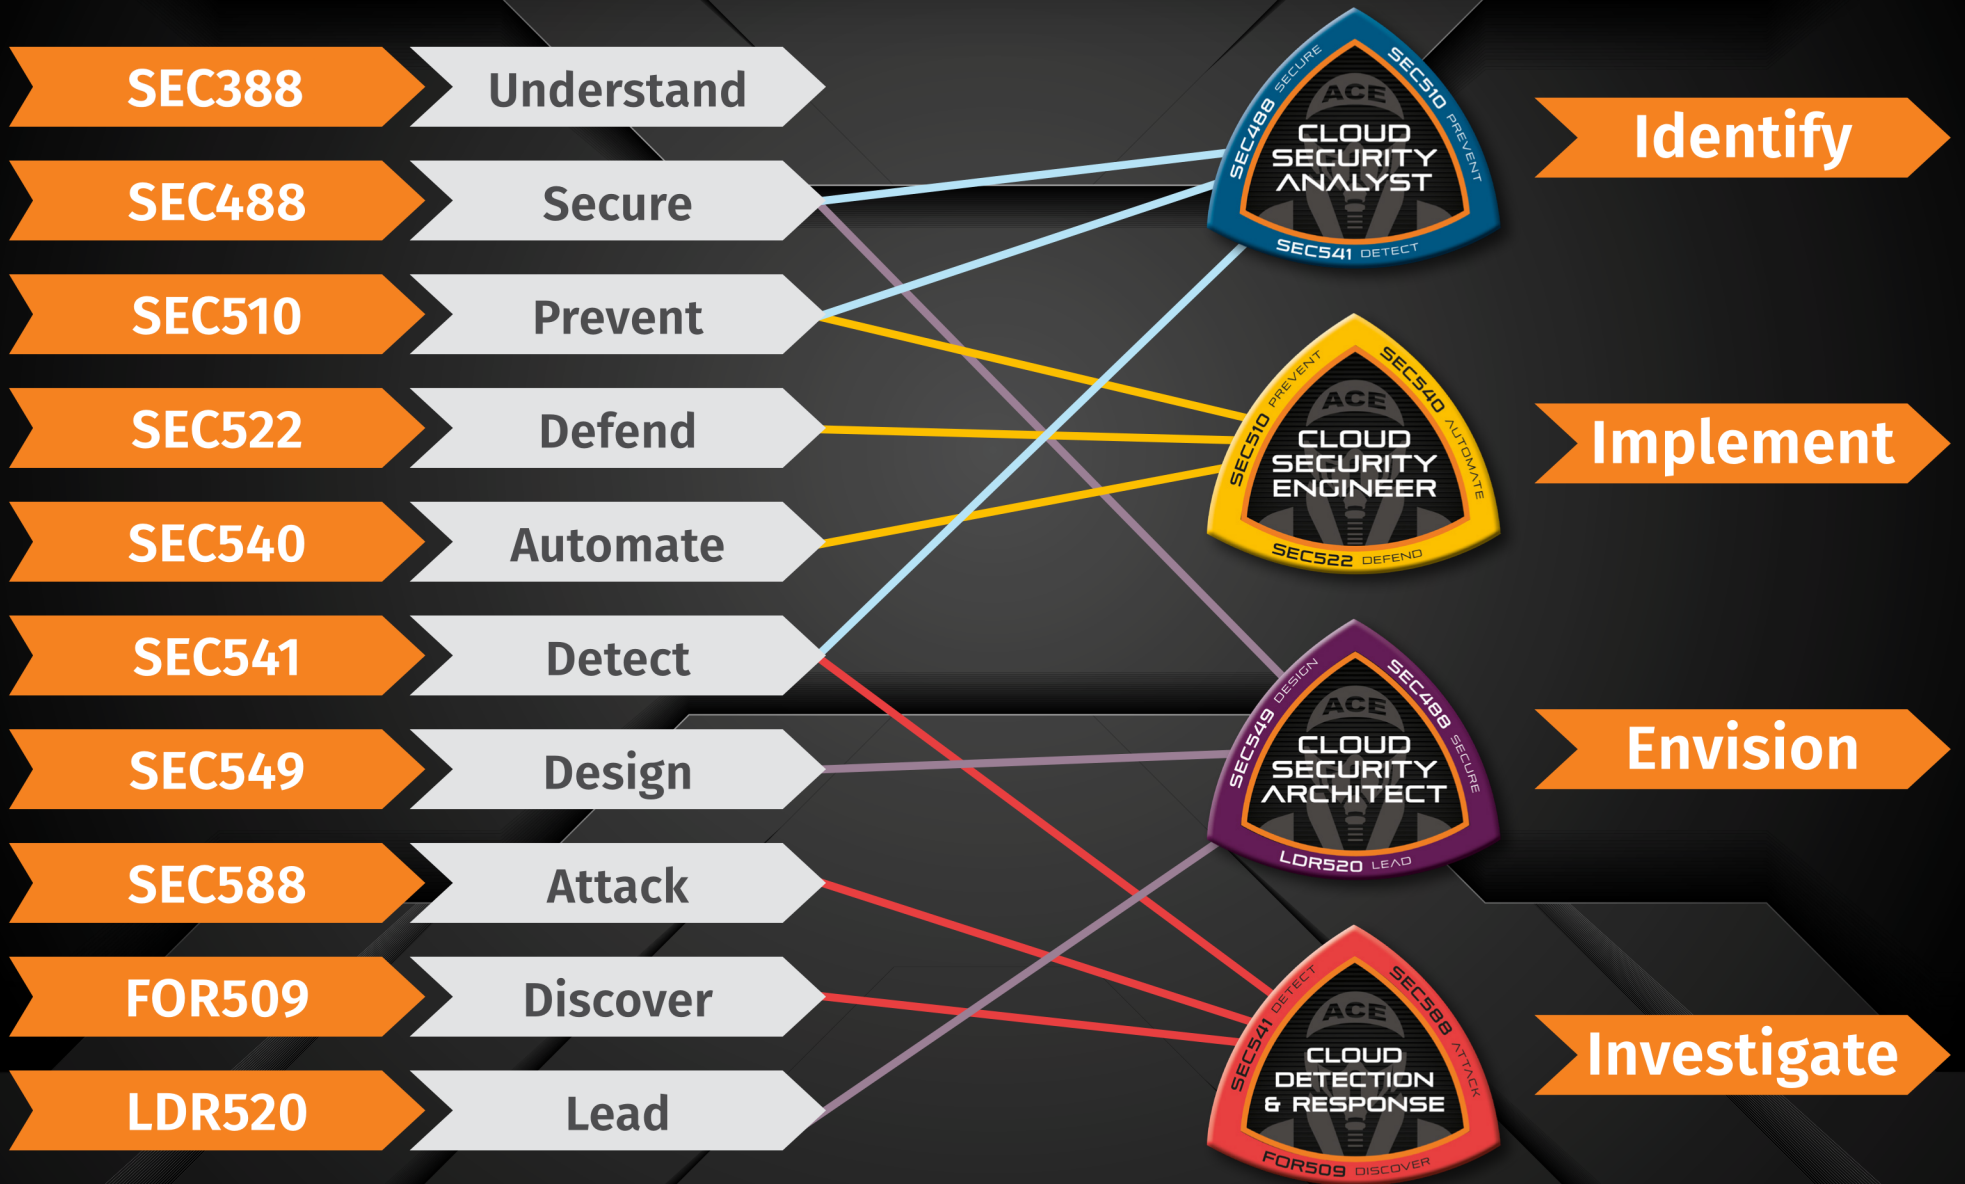 SEC388 Understand
SEC488 Secure
SEC510 Prevent
SEC522 Defend
SEC540 Automate
SEC541 Detect
SEC549 Design
SEC588 Attack
FOR509 Discover
LDR520 Lead
SEC488 SECURE
SEC510 PREVENT
ACE
CLOUD
SECURITY
ANALYST
SEC541 DETECT
Identify
SEC510 PREVENT
SEC540 AUTOMATE
ACE
CLOUD
SECURITY
ENGINEER
SEC522 DEFEND
Implement
SEC549 DESIGN
SEC488 SECURE
ACE
CLOUD
SECURITY
ARCHITECT
LDR520 LEAD
Envision
SEC541 DETECT
SEC588 ATTACK
ACE
CLOUD
DETECTION
& RESPONSE
FOR509 DISCOVER
Investigate